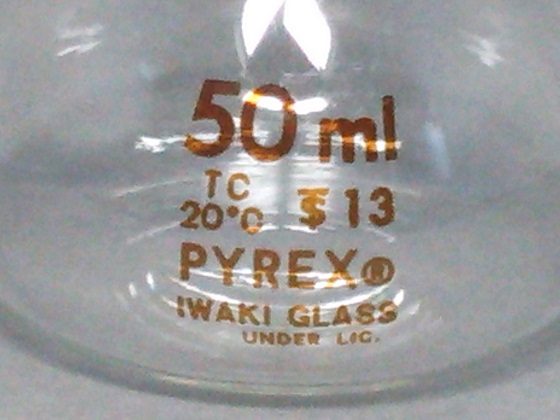 50 ml
TC
20°C $ 13
PYREX®
IWAKI GLASS
UNDER LIC.